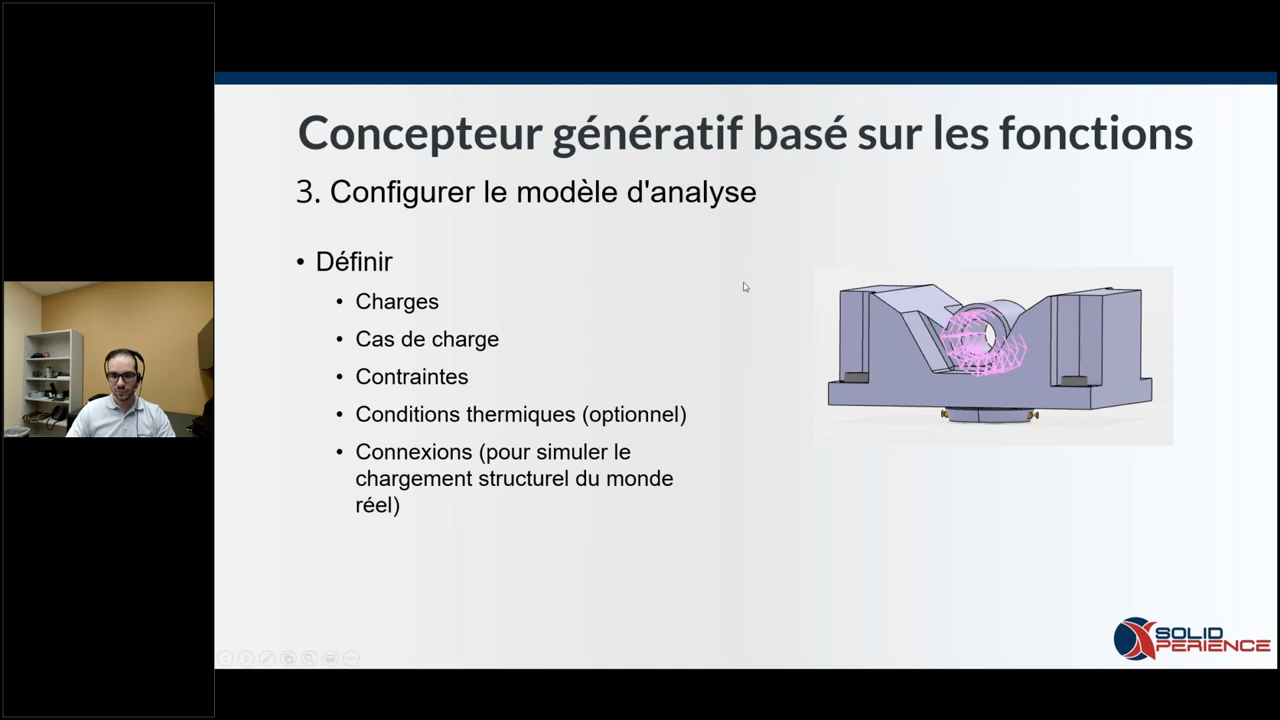 Concepteur génératif basé sur les fonctions
3. Configurer le modèle d'analyse
• Définir
• Charges
• Cas de charge
• Contraintes
• Conditions thermiques (optionnel)
• Connexions (pour simuler le
chargement structurel du monde
réel)
SOLID
XPERIENCE